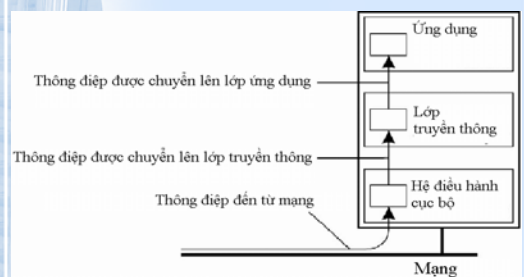 Ứng dụng
Thông điệp được chuyển lên lớp ứng dụng
Lớp
truyền thông
Thông điệp được chuyển lên lớp truyền thông
Hệ điều hành
cục bộ
Thông điệp đến từ mạng
Mạng